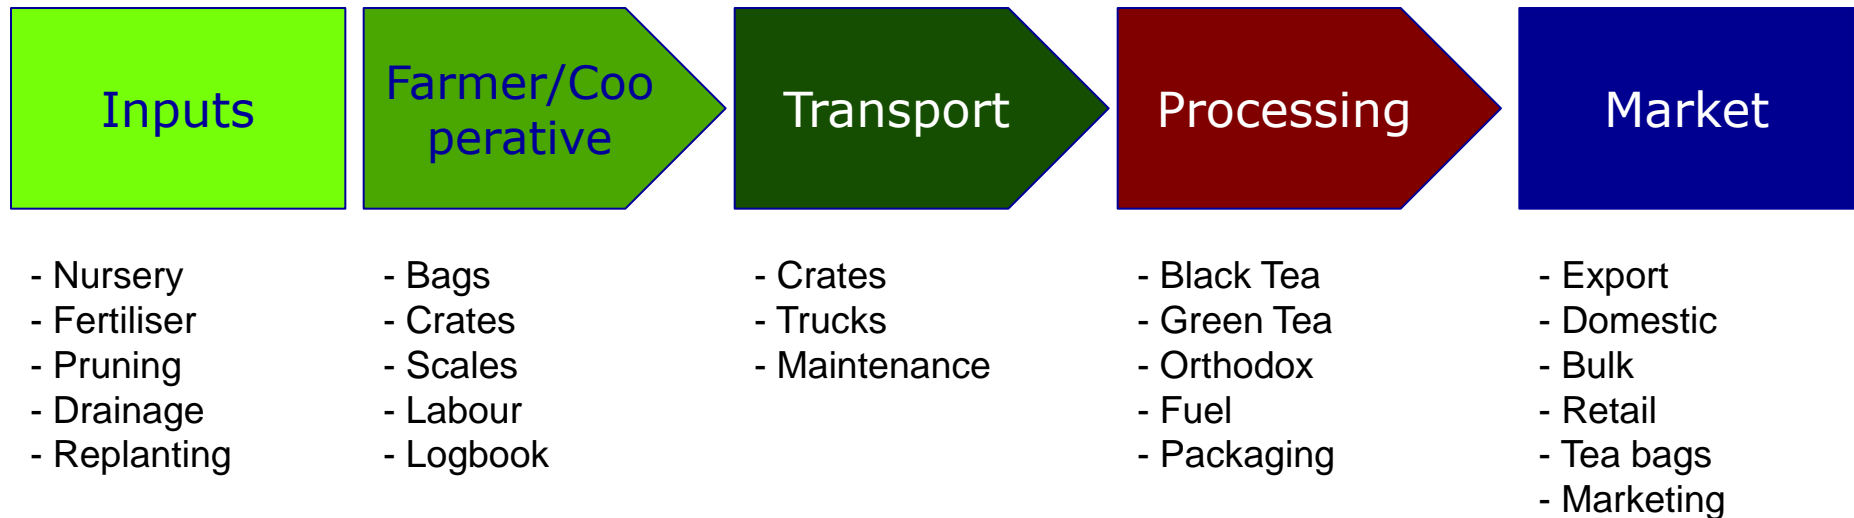 Inputs
Farmer/Coo
perative
Transport
Processing
Market
- Nursery
- Fertiliser
- Pruning
- Drainage
- Replanting
- Bags
- Crates
- Scales
- Labour
- Logbook
- Crates
- Trucks
- Maintenance
- Black Tea
- Green Tea
- Orthodox
- Fuel
- Packaging
- Export
- Domestic
- Bulk
- Retail
- Tea bags
- Marketing